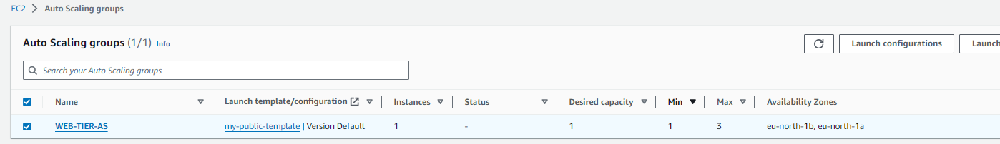 EC2 > Auto Scaling groups
Auto Scaling groups (1/1) Info
Launch configurations
Launch
Search your Auto Scaling groups
Name Launch template/configuration Instances Status Desired capacity Min Max Availability Zones
WEB-TIER-AS my-public-template | Version Default 1 - 1 1 3 eu-north-1b, eu-north-1a